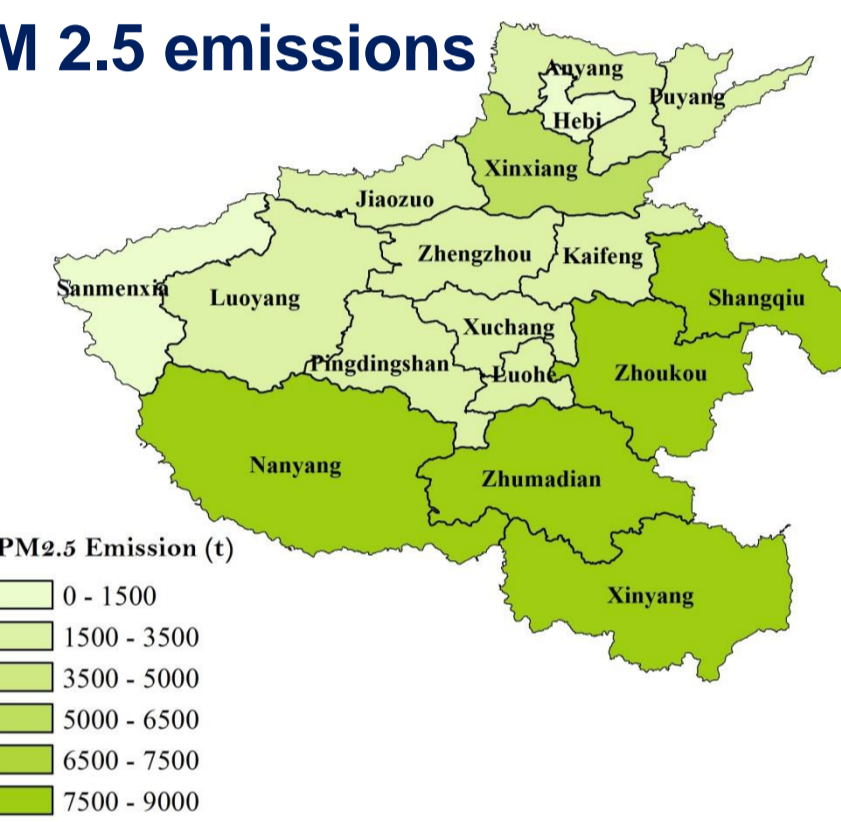 M 2.5 emissions
Anyang
Puyang
Hebi
Xinxiang
Jiaozuo
Zhengzhou
Kaifeng
Sanmenxia
Luoyang
Shangqiu
Xuchang
Pingdingshan
Luohe
Zhoukou
Nanyang
Zhumadian
Xinyang
PM2.5 Emission (t)
0 - 1500
1500 - 3500
3500 - 5000
5000 - 6500
6500 - 7500
7500 - 9000